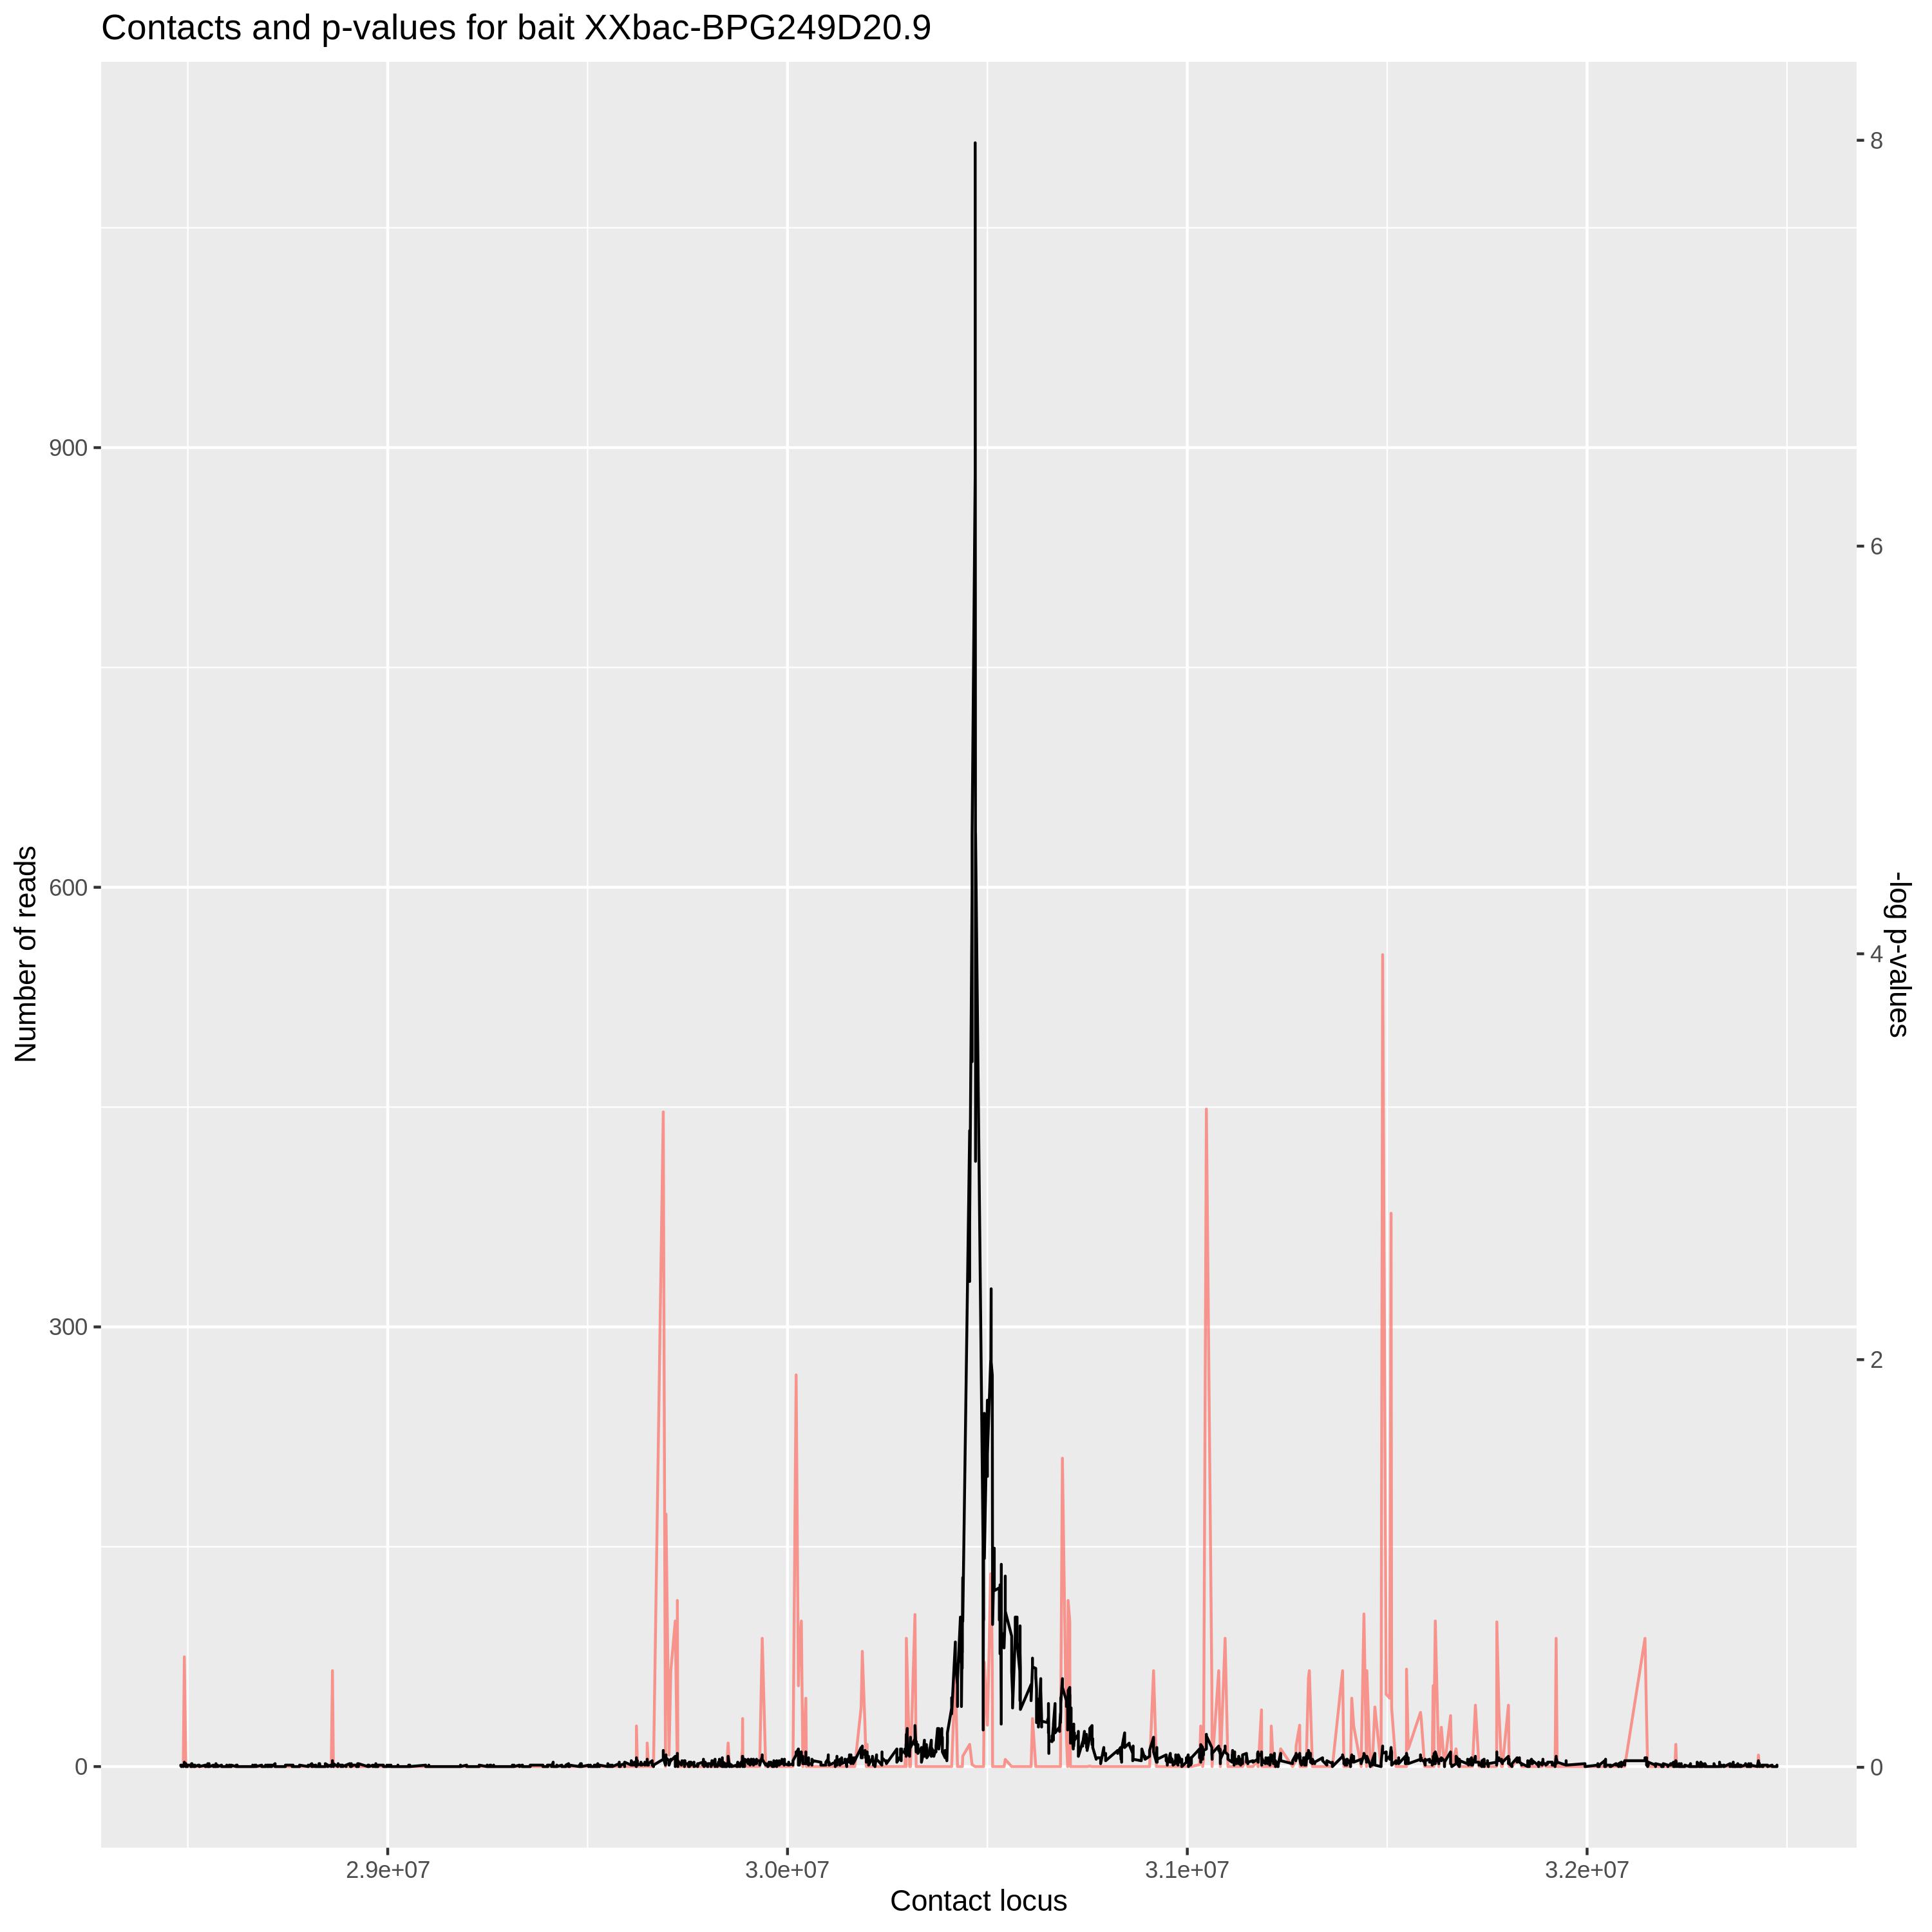 Contacts and p-values for bait XXbac-BPG249D20.9
900
600
300
0
Number of reads
8
6
4
2
0
-log p-values
2.9e+07
3.0e+07
3.1e+07
3.2e+07
Contact locus